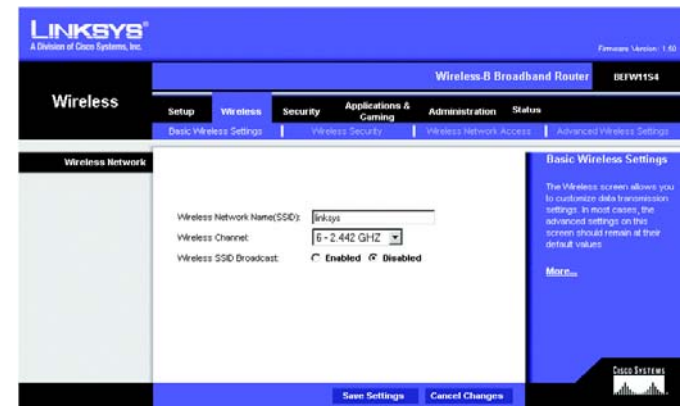 LINKSYS®
A Division of Cisco Systems, Inc.
Firmware Version: 1.50
Wireless-B Broadband Router BEFW11S4
Wireless
Setup Wireless Security Applications & Gaming Administration Status
Basic Wireless Settings Wireless Security Wireless Network Access Advanced Wireless Settings
Wireless Network
Wireless Network Name(SSID): linksys
Wireless Channel: 6 - 2.442 GHZ
Wireless SSID Broadcast: Enabled Disabled
Basic Wireless Settings
The Wireless screen allows you
to customize data transmission
settings. In most cases, the
advanced settings on this
screen should remain at their
default values
More...
Save Settings Cancel Changes
CISCO SYSTEMS